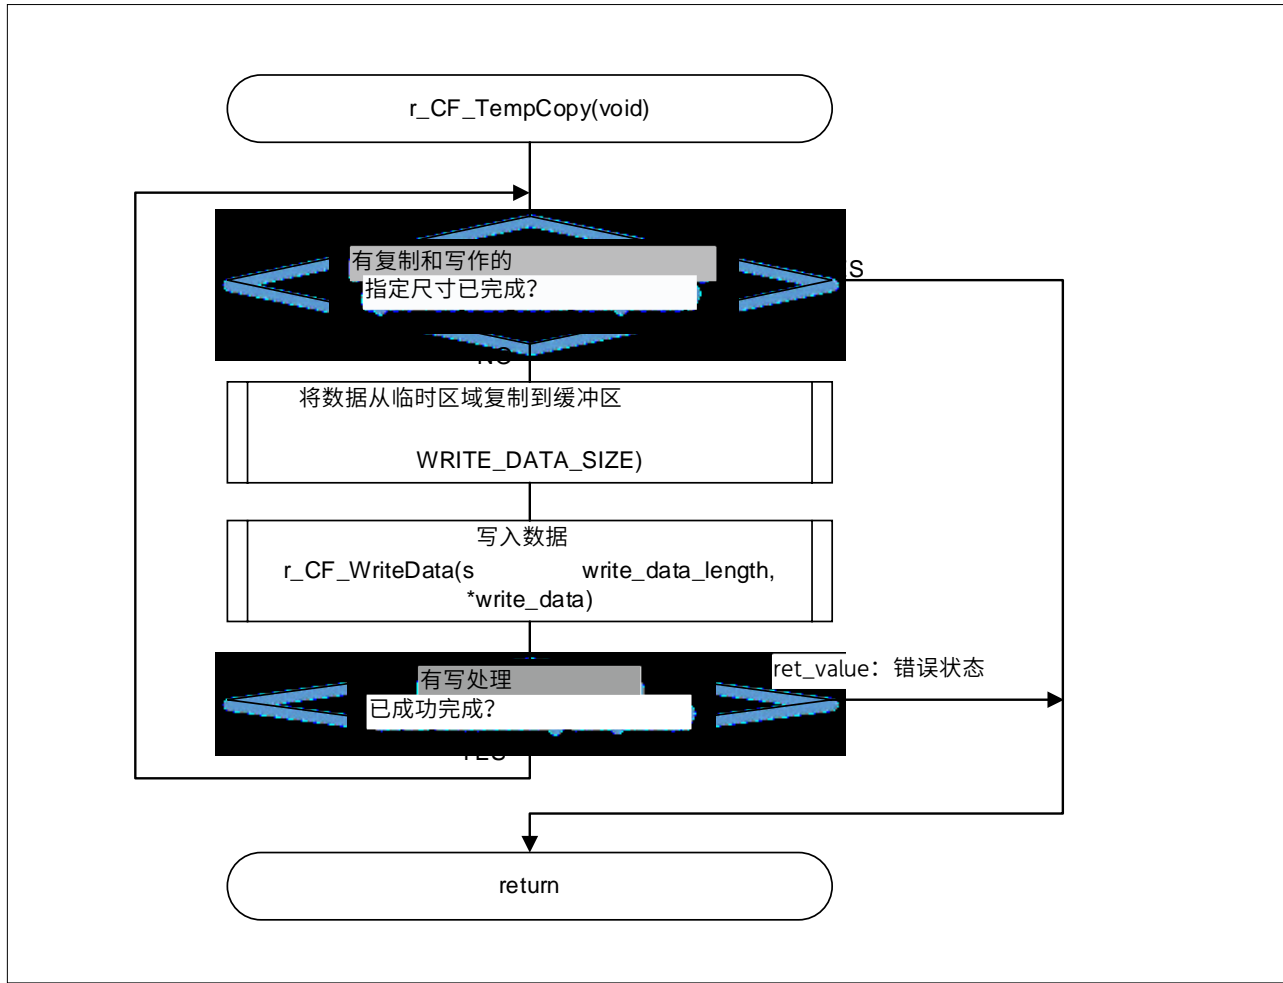 r_CF_TempCopy(void)
有复制和写作的
指定尺寸已完成？
S
NO
将数据从临时区域复制到缓冲区
WRITE_DATA_SIZE)
写入数据
r_CF_WriteData(s write_data_length,
*write_data)
有写处理
已成功完成？
ret_value：错误状态
YES
return